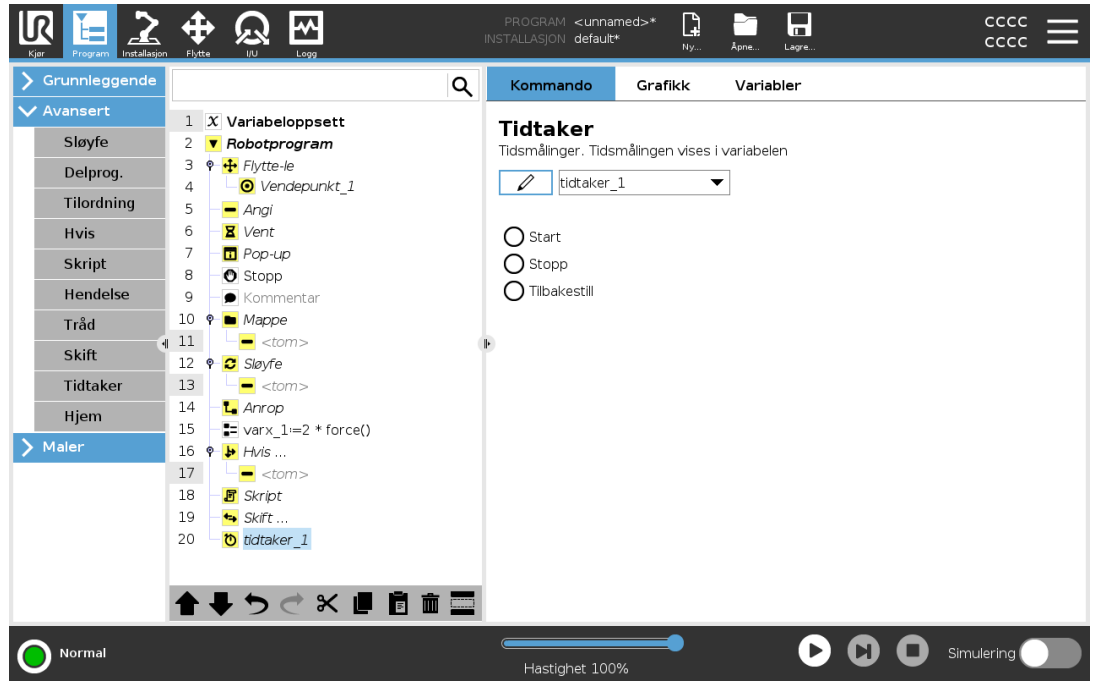 PROGRAM <unnamed>*
INSTALLASJON default*
CCCC
CCCC
Kjør
Program
Installasjon
Flytte
I/U
Logg
Ny...
Åpne...
Lagre...
Grunnleggende
Avansert
Sløyfe
Delprog.
Tilordning
Hvis
Skript
Hendelse
Tråd
Skift
Tidtaker
Hjem
Maler
1 X Variabeloppsett
2 Robotprogram
3 Flytte-le
4 Vendepunkt_1
5 Angi
6 Vent
7 Pop-up
8 Stopp
9 Kommentar
10 Mappe
11 <tom>
12 Sløyfe
13 <tom>
14 Anrop
15 varx_1:=2 * force()
16 Hvis ...
17 <tom>
18 Skript
19 Skift ...
20 tidtaker_1
Kommando
Grafikk
Variabler
Tidtaker
Tidsmålinger. Tidsmålingen vises i variabelen
tidtaker_1
Start
Stopp
Tilbakestill
Normal
Hastighet 100%
Simulering